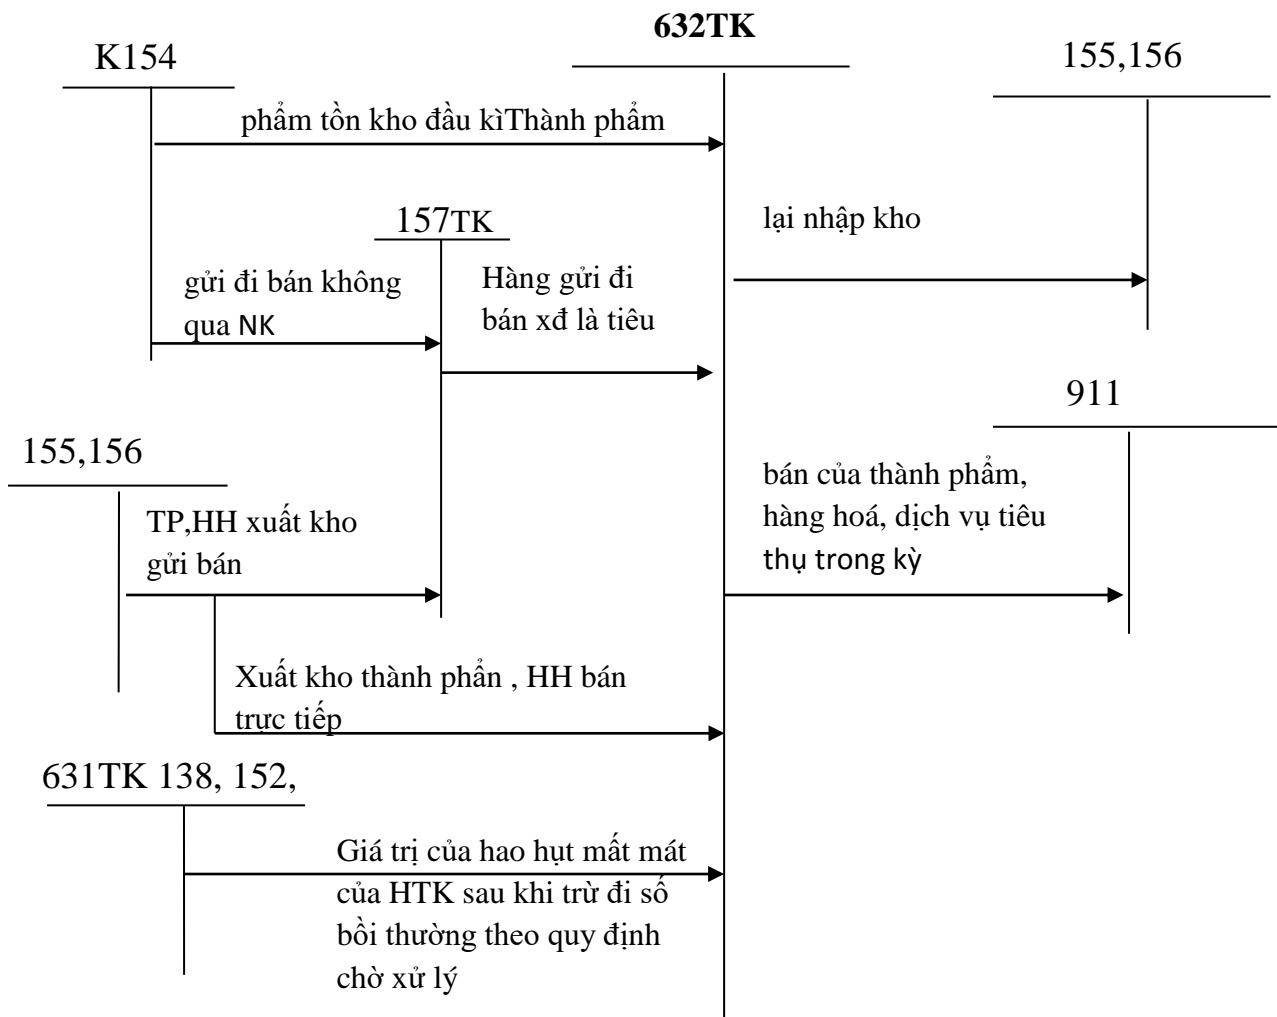 632TK
K154
155,156
phẩm tồn kho đầu kìThành phẩm
157TK
lại nhập kho
gửi đi bán không
qua NK
Hàng gửi đi
bán xđ là tiêu
911
155,156
TP,HH xuất kho
gửi bán
bán của thành phẩm,
hàng hoá, dịch vụ tiêu
thụ trong kỳ
Xuất kho thành phẩn , HH bán
trực tiếp
631TK 138, 152,
Giá trị của hao hụt mất mát
của HTK sau khi trừ đi số
bồi thường theo quy định
chờ xử lý